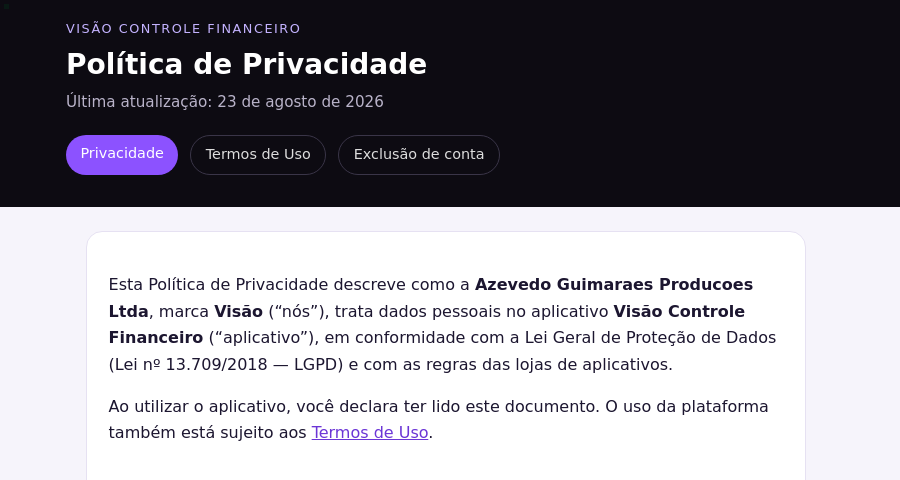 VISÃO CONTROLE FINANCEIRO
Política de Privacidade
Última atualização: 23 de agosto de 2026
Privacidade
Termos de Uso
Exclusão de conta
Esta Política de Privacidade descreve como a Azevedo Guimaraes Producoes
Ltda, marca Visão (“nós”), trata dados pessoais no aplicativo Visão Controle
Financeiro (“aplicativo”), em conformidade com a Lei Geral de Proteção de Dados
(Lei nº 13.709/2018 — LGPD) e com as regras das lojas de aplicativos.
Ao utilizar o aplicativo, você declara ter lido este documento. O uso da plataforma
também está sujeito aos Termos de Uso.